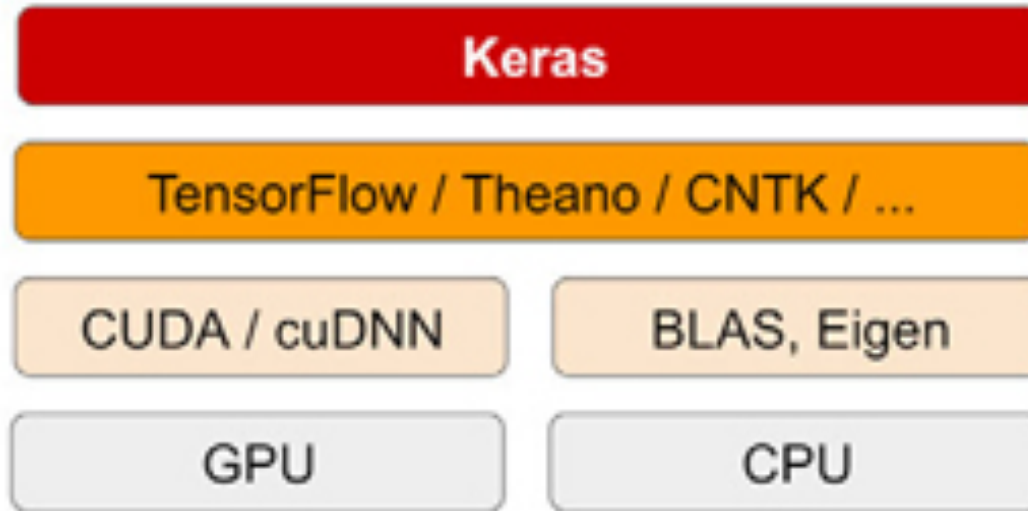 Keras
TensorFlow / Theano / CNTK / ...
CUDA / cuDNN BLAS, Eigen
GPU CPU